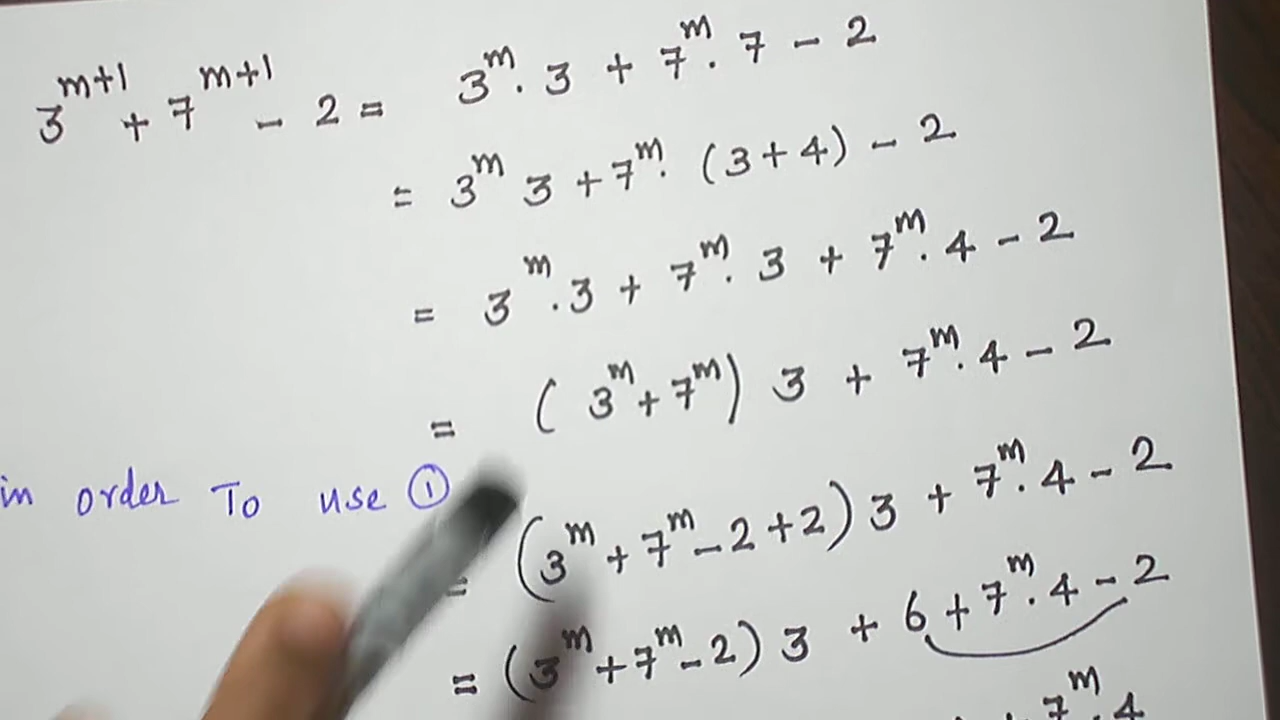 3^{m+1} + 7^{m+1} - 2 = 3^m . 3 + 7^m . 7 - 2
= 3^m 3 + 7^m . (3+4) - 2
= 3^m . 3 + 7^m . 3 + 7^m . 4 - 2
= (3^m + 7^m) 3 + 7^m . 4 - 2
in order To use ①
= (3^m + 7^m - 2 + 2) 3 + 7^m . 4 - 2
= (3^m + 7^m - 2) 3 + 6 + 7^m . 4 - 2
7^m . 4